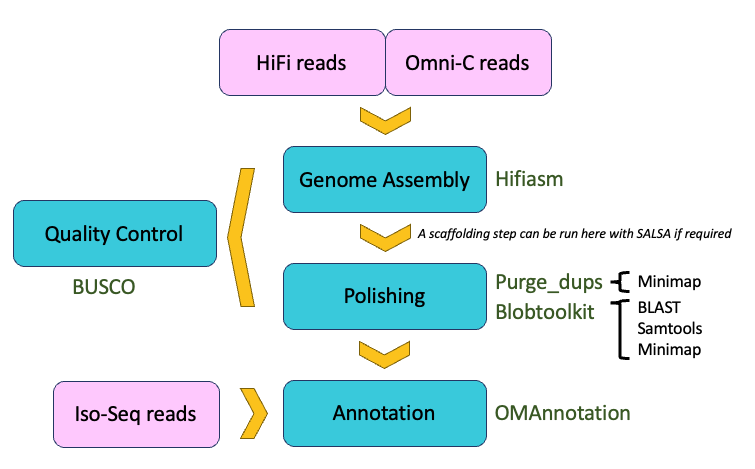 HiFi reads
Omni-C reads
Genome Assembly
Hifiasm
A scaffolding step can be run here with SALSA if required
Quality Control
BUSCO
Polishing
Purge_dups
Minimap
Blobtoolkit
BLAST
Samtools
Minimap
Iso-Seq reads
Annotation
OMAnnotation